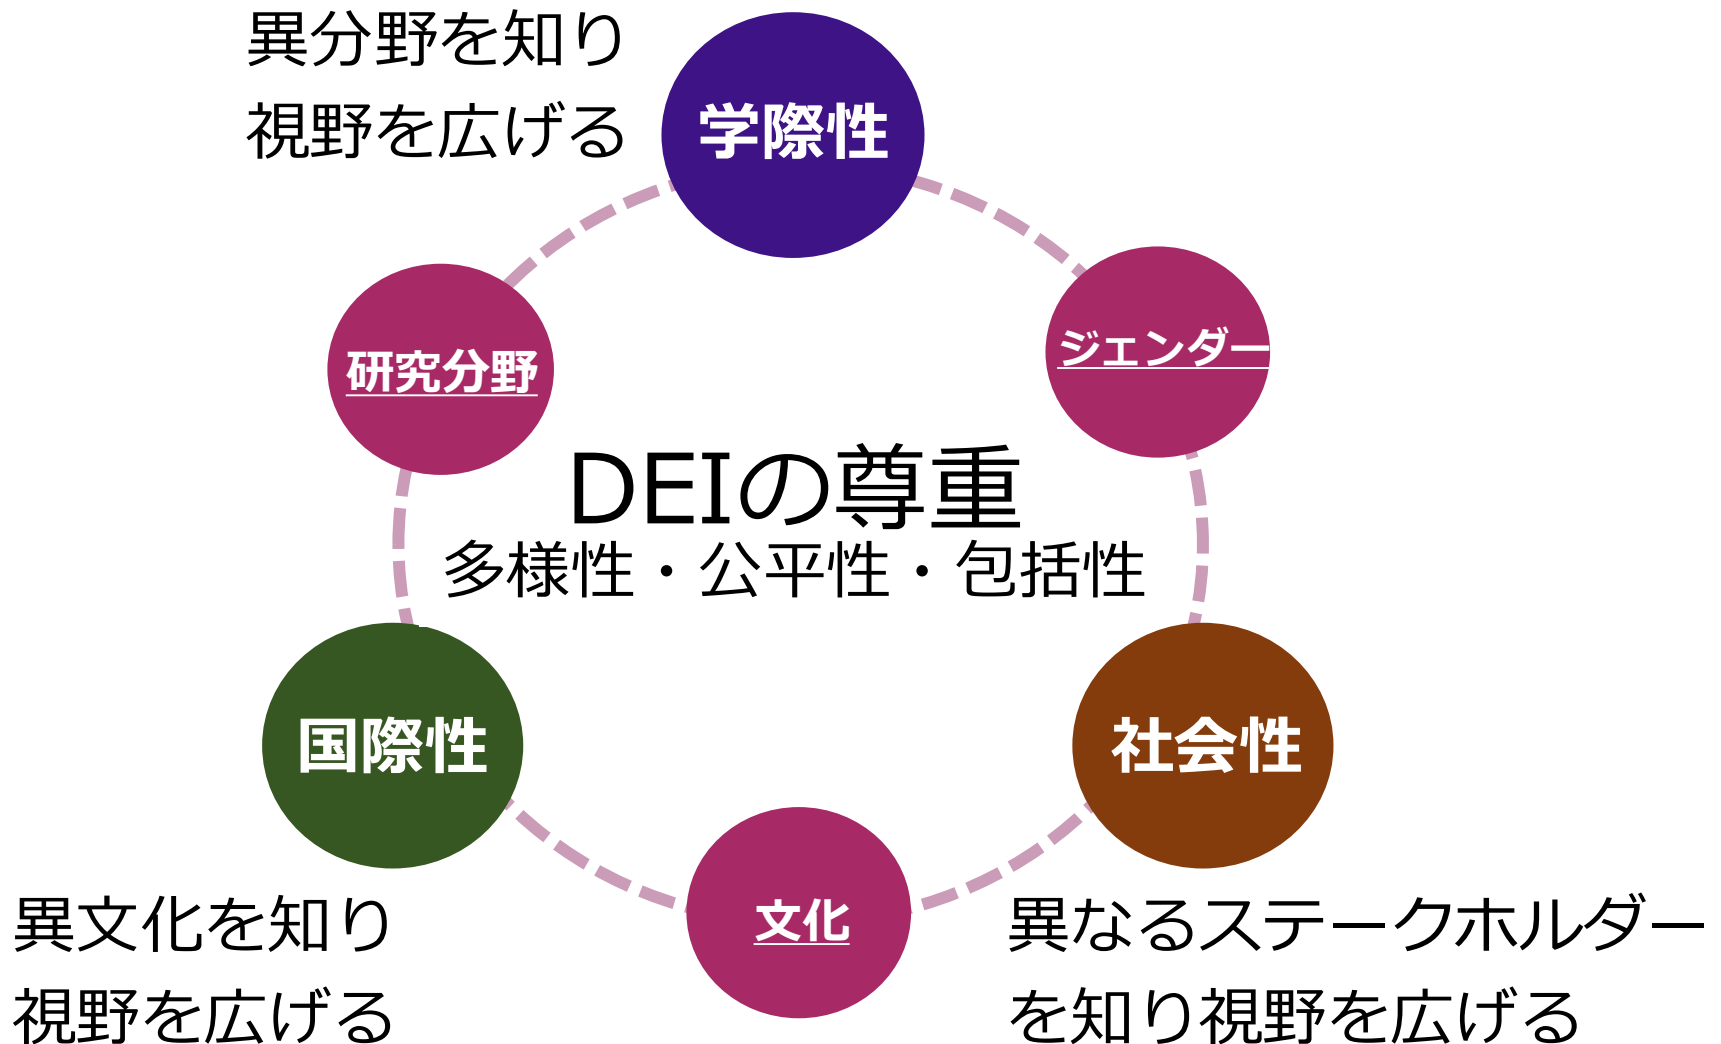 異分野を知り
視野を広げる
学際性
研究分野
ジェンダー
DEIの尊重
多様性・公平性・包括性
国際性
社会性
文化
異文化を知り
視野を広げる
異なるステークホルダー
を知り視野を広げる